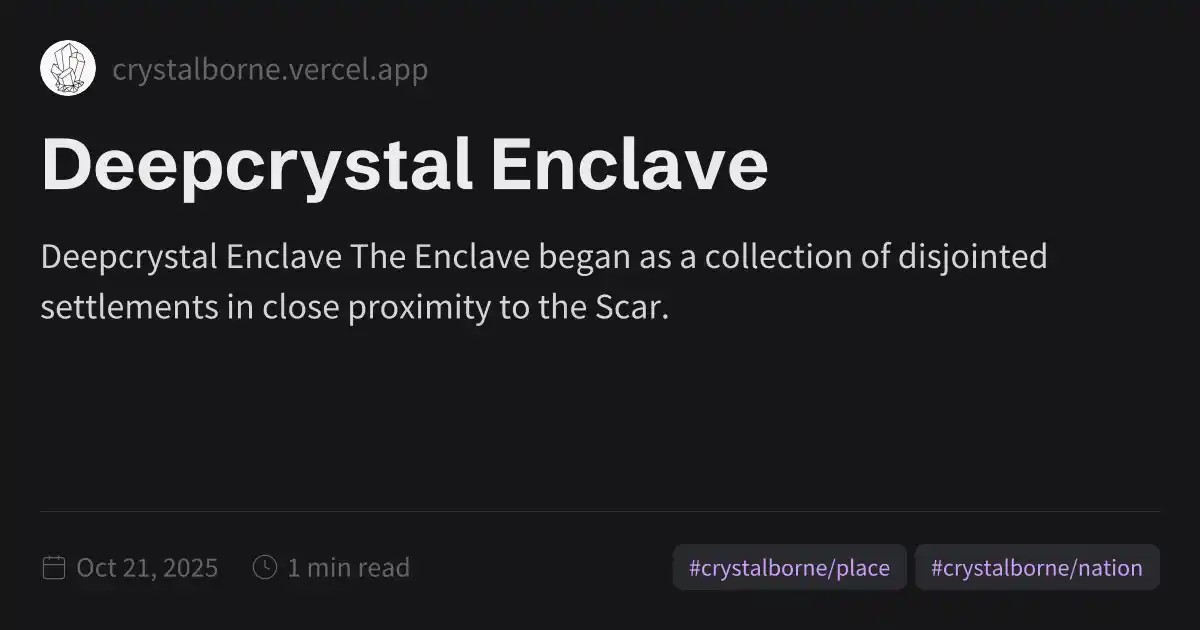 crystalborne.vercel.app
Deepcrystal Enclave
Deepcrystal Enclave The Enclave began as a collection of disjointed
settlements in close proximity to the Scar.
Oct 21, 2025 1 min read #crystalborne/place #crystalborne/nation